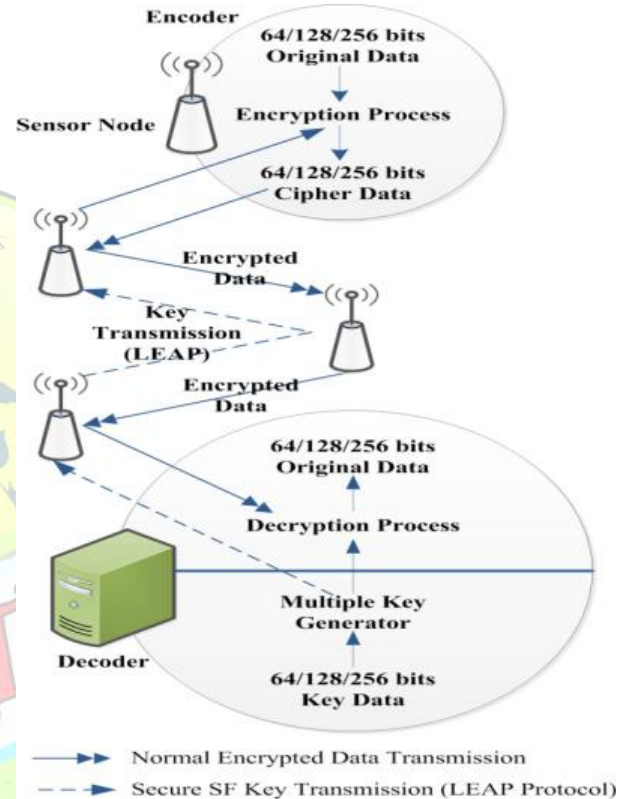 Encoder
64/128/256 bits
Original Data
Sensor Node
Encryption Process
64/128/256 bits
Cipher Data
Encrypted
Data
Key
Transmission
(LEAP)
Encrypted
Data
64/128/256 bits
Original Data
Decryption Process
Multiple Key
Generator
Decoder
64/128/256 bits
Key Data
Normal Encrypted Data Transmission
Secure SF Key Transmission (LEAP Protocol)